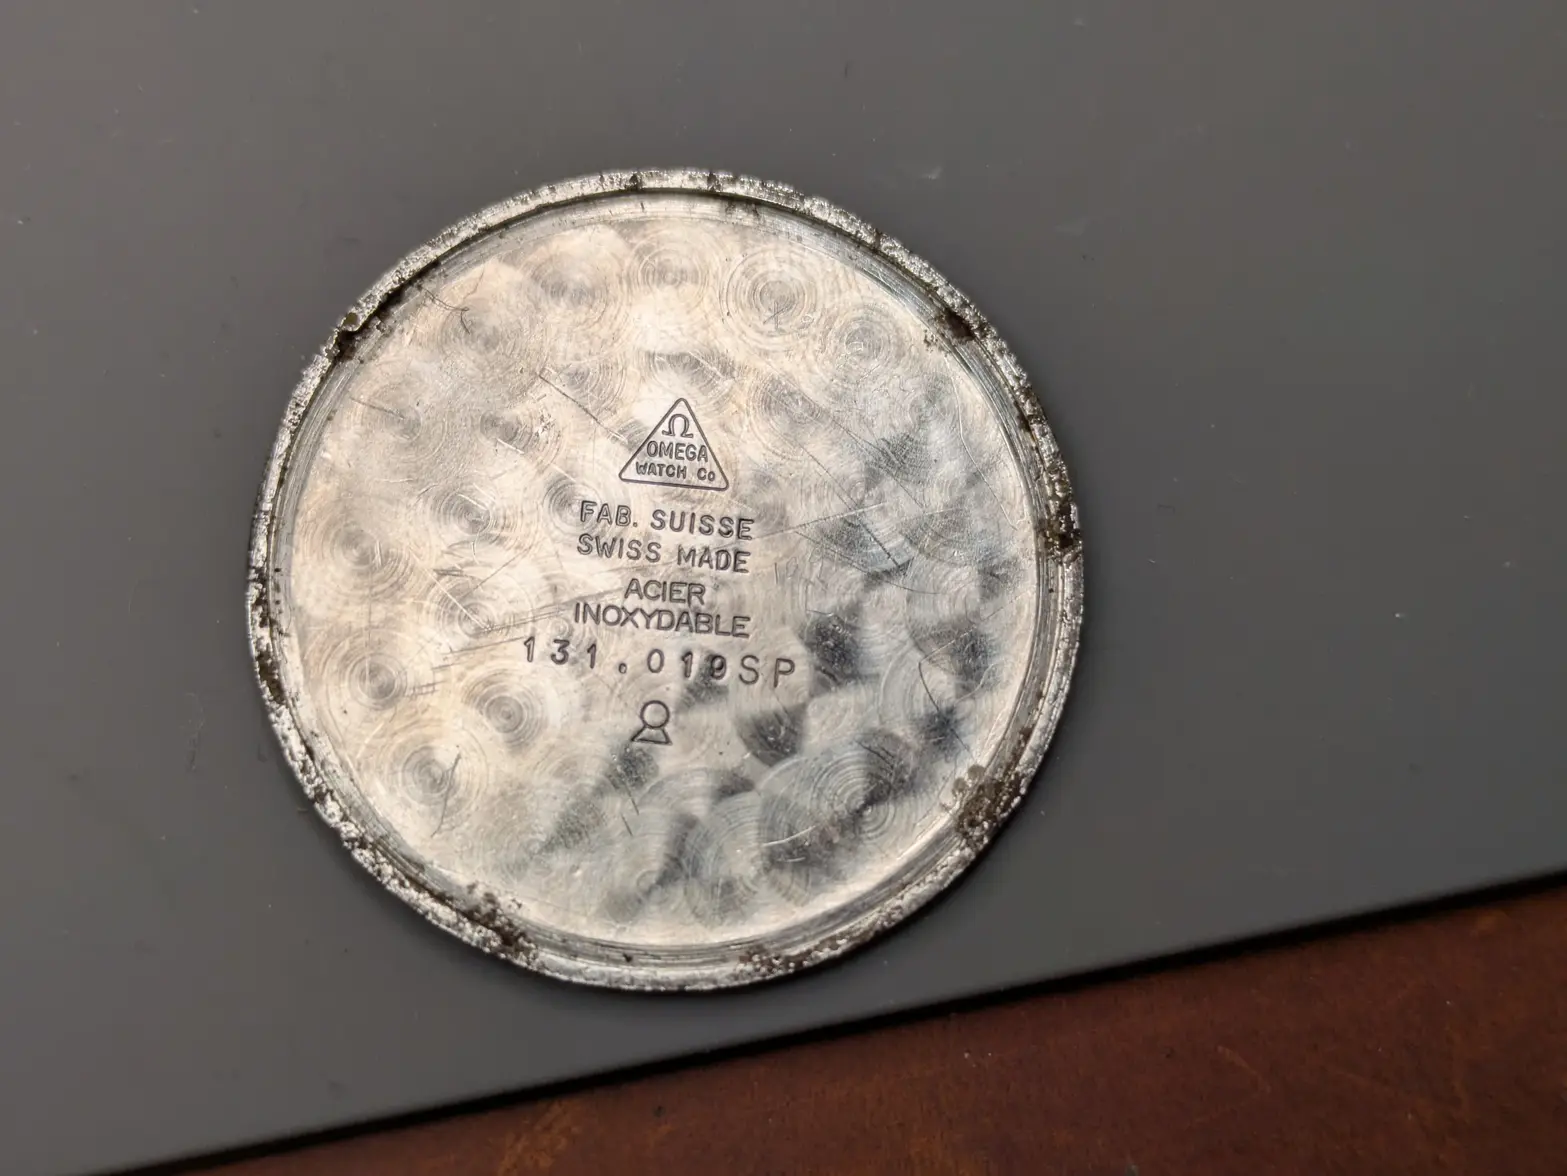 Ω
OMEGA
WATCH Co
FAB. SUISSE
SWISS MADE
ACIER
INOXYDABLE
131.019SP